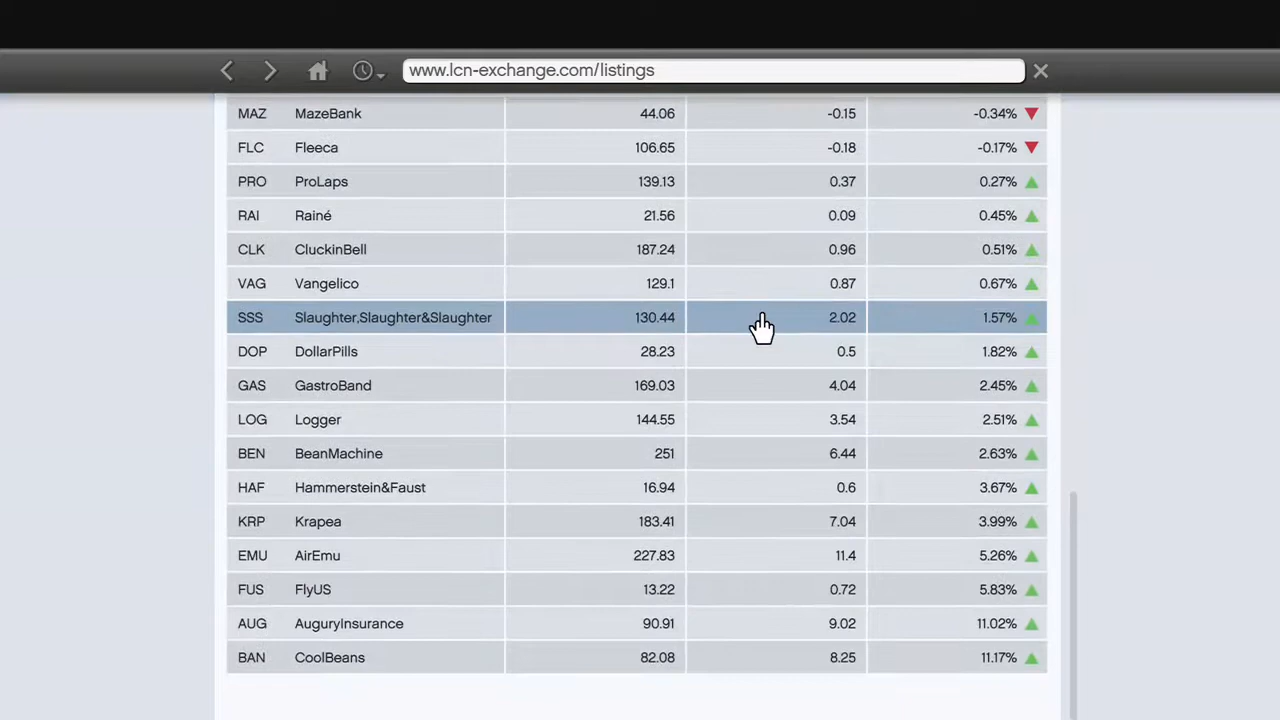 www.lcn-exchange.com/listings
MAZ MazeBank 44.06 -0.15 -0.34%
FLC Fleeca 106.65 -0.18 -0.17%
PRO ProLaps 139.13 0.37 0.27%
RAI Rainé 21.56 0.09 0.45%
CLK CluckinBell 187.24 0.96 0.51%
VAG Vangelico 129.1 0.87 0.67%
SSS Slaughter,Slaughter&Slaughter 130.44 2.02 1.57%
DOP DollarPills 28.23 0.5 1.82%
GAS GastroBand 169.03 4.04 2.45%
LOG Logger 144.55 3.54 2.51%
BEN BeanMachine 251 6.44 2.63%
HAF Hammerstein&Faust 16.94 0.6 3.67%
KRP Krapea 183.41 7.04 3.99%
EMU AirEmu 227.83 11.4 5.26%
FUS FlyUS 13.22 0.72 5.83%
AUG AuguryInsurance 90.91 9.02 11.02%
BAN CoolBeans 82.08 8.25 11.17%